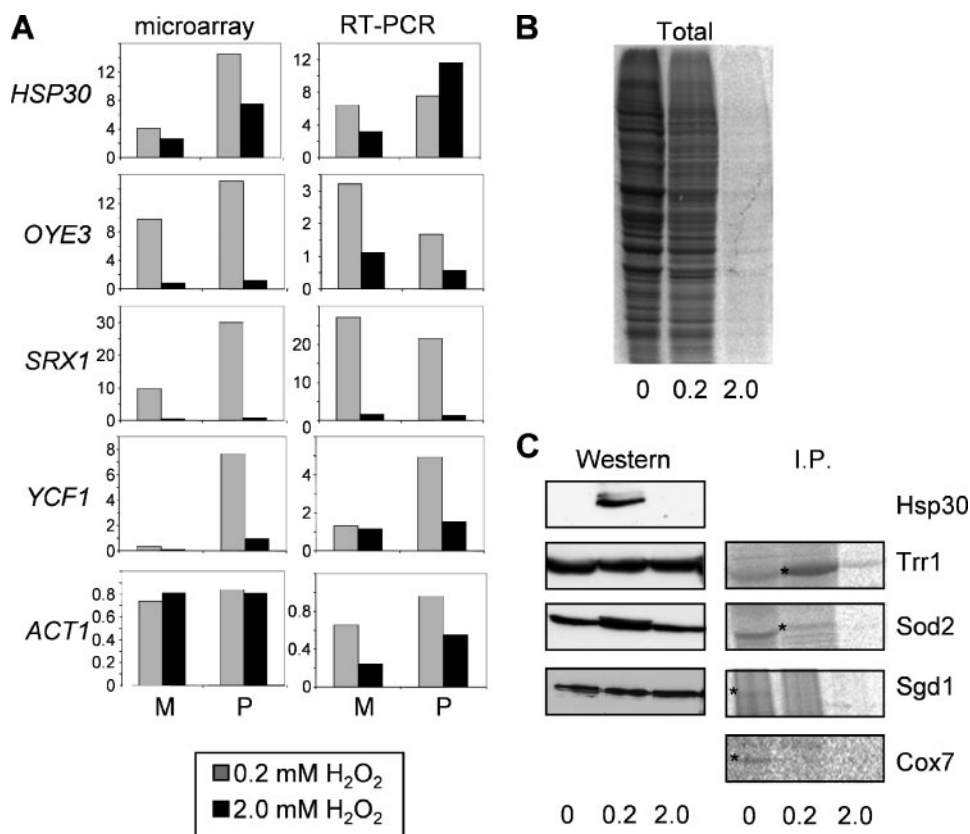 A
microarray
RT-PCR
HSP30
12
8
4
0
12
8
4
0
OYE3
12
8
4
0
3
2
1
0
SRX1
30
20
10
0
20
10
0
YCF1
8
6
4
2
0
4
2
0
ACT1
0.8
0.6
0.4
0.2
0
0.8
0.4
0
M P
M P
0.2 mM H₂O₂
2.0 mM H₂O₂
B
Total
0 0.2 2.0
C
Western
I.P.
Hsp30
* Trr1
* Sod2
* Sgd1
* Cox7
0 0.2 2.0
0 0.2 2.0